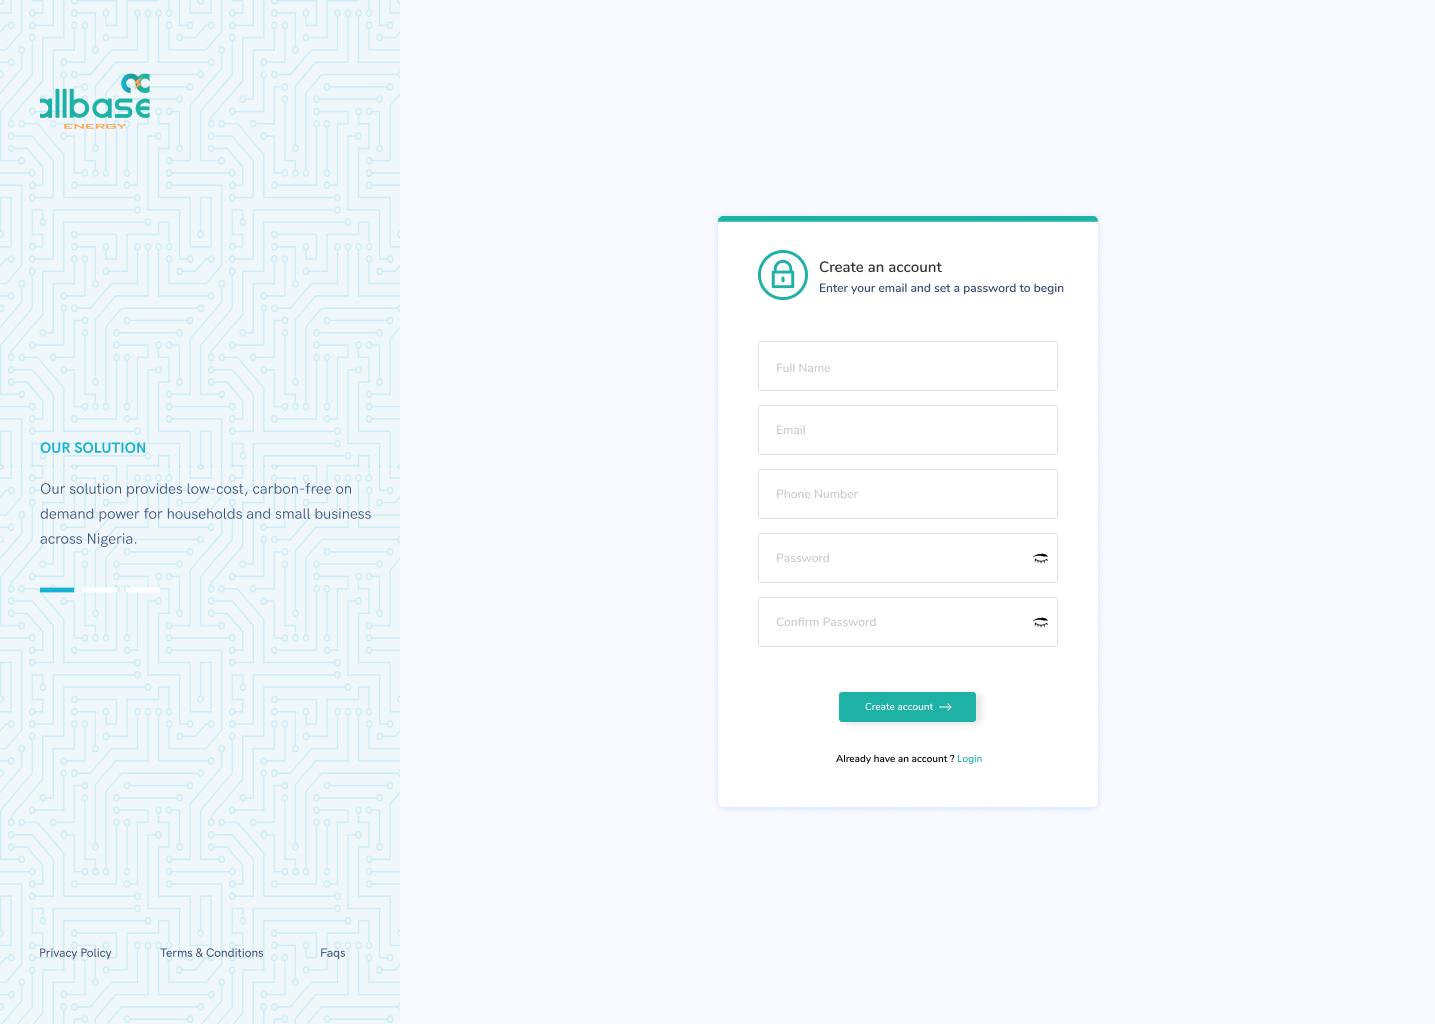 allbase
ENERGY
OUR SOLUTION
Our solution provides low-cost, carbon-free on
demand power for households and small business
across Nigeria.
Privacy Policy
Terms & Conditions
Faqs
Create an account
Enter your email and set a password to begin
Full Name
Email
Phone Number
Password
Confirm Password
Create account
Already have an account ? Login